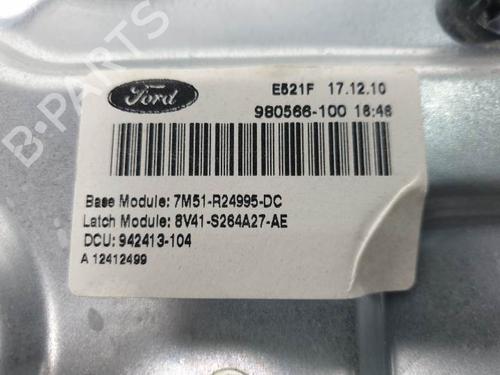 B-PARTS
Ford
E521F 17.12.10
980566-100 16:46
Base Module: 7M51-R24995-DC
Latch Module: 8V41-S264A27-AE
DCU: 942413-104
A 12412499